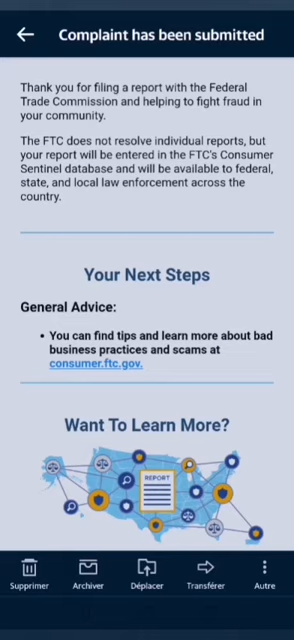 Complaint has been submitted
Thank you for filing a report with the Federal
Trade Commission and helping to fight fraud in
your community.
The FTC does not resolve individual reports, but
your report will be entered in the FTC's Consumer
Sentinel database and will be available to federal,
state, and local law enforcement across the
country.
Your Next Steps
General Advice:
• You can find tips and learn more about bad
business practices and scams at
consumer.ftc.gov.
Want To Learn More?
REPORT
Supprimer Archiver Déplacer Transférer Autre